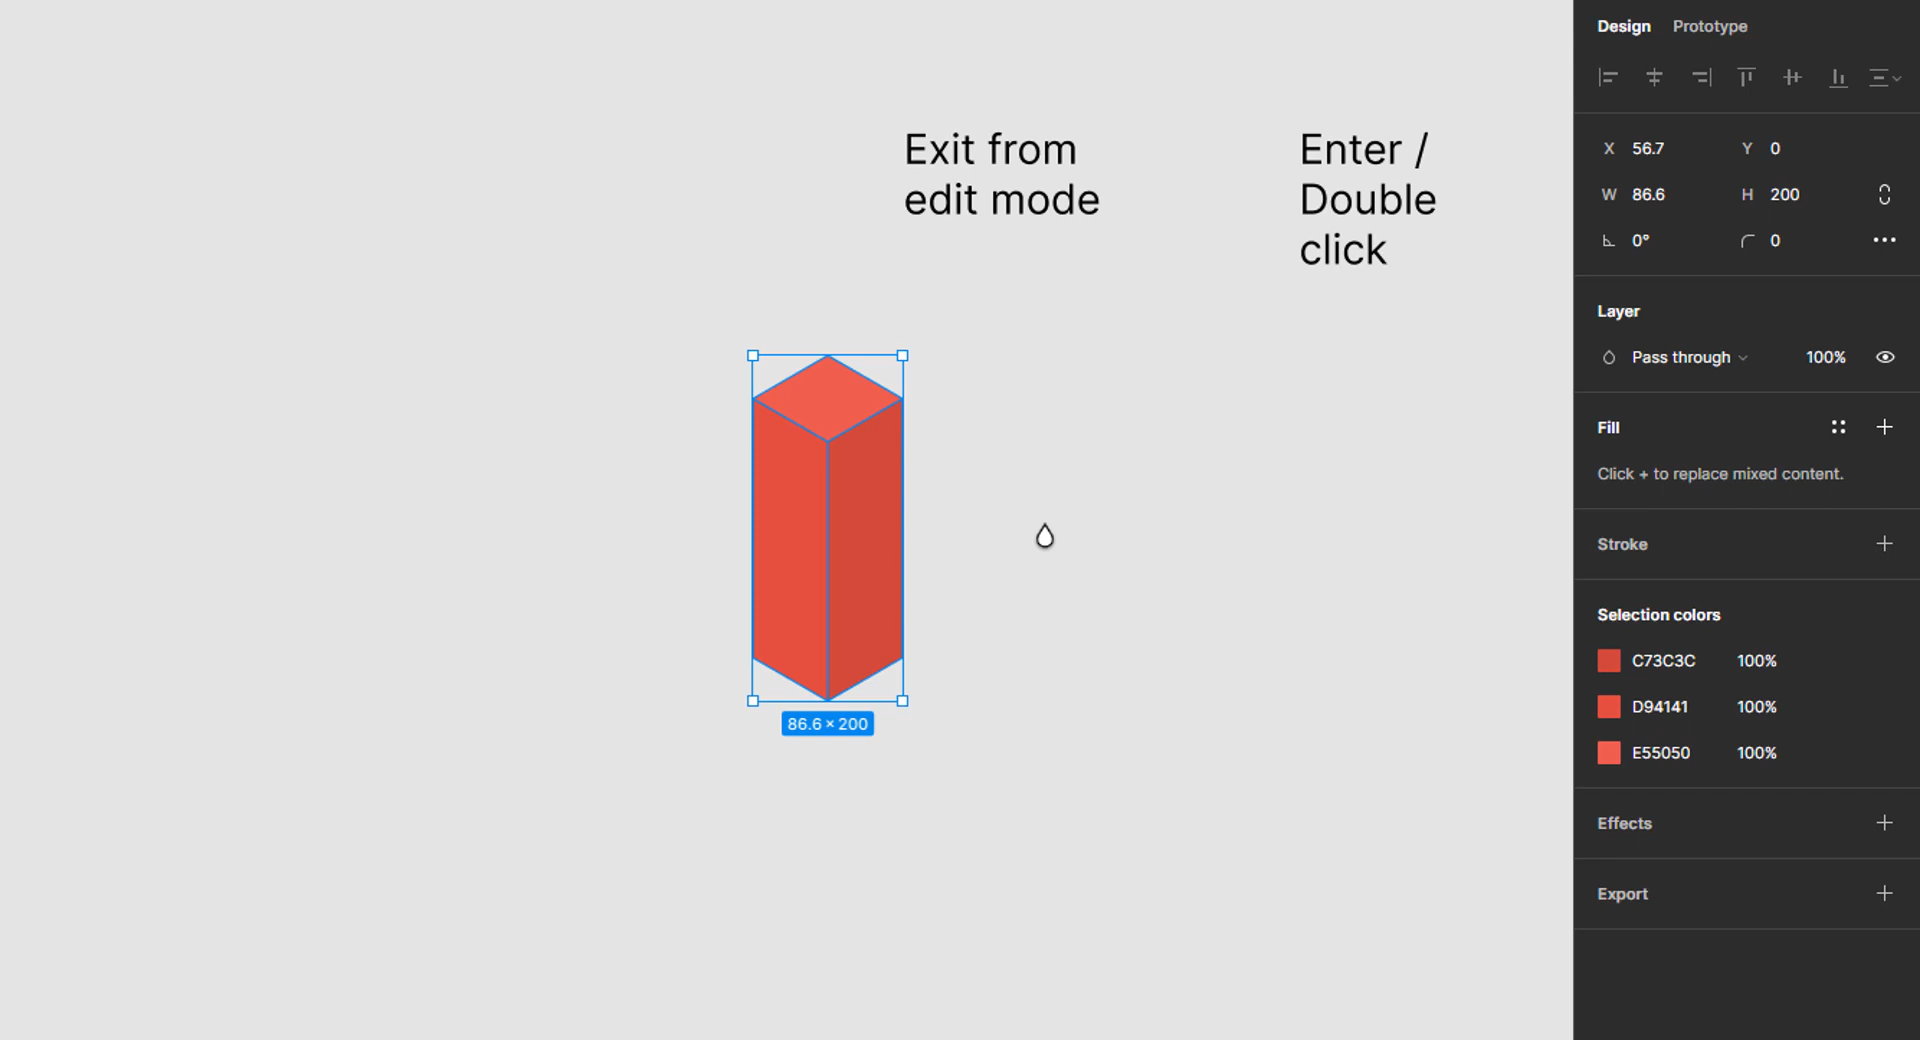 Exit from
edit mode
Enter /
Double
click
86.6 × 200
Design Prototype
X 56.7 Y 0
W 86.6 H 200
0° 0
Layer
Pass through 100%
Fill
Click + to replace mixed content.
Stroke
Selection colors
C73C3C 100%
D94141 100%
E55050 100%
Effects
Export